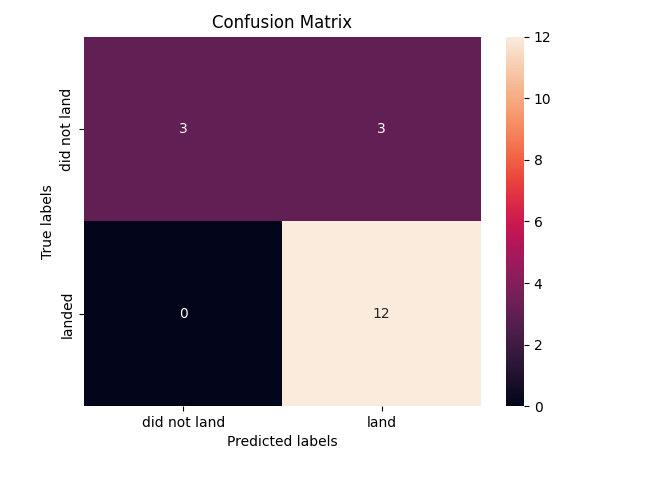 Confusion Matrix
True labels
did not land
landed
3 3
0 12
did not land land
Predicted labels
12
10
8
6
4
2
0